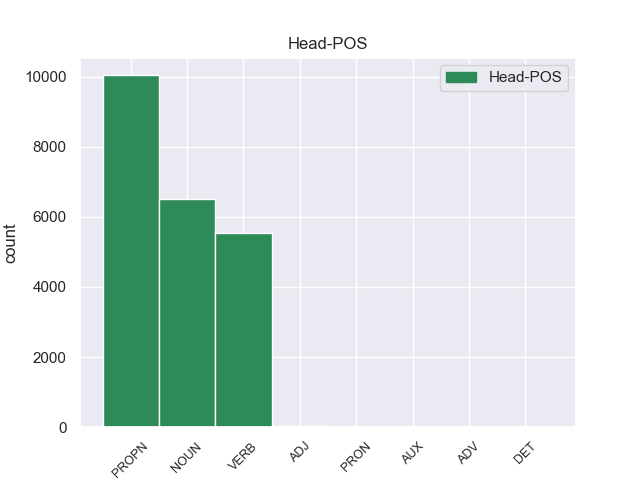 Head-POS
10000
8000
6000
4000
2000
0
count
Head-POS
PROPN
NOUN
VERB
ADJ
PRON
AUX
ADV
DET